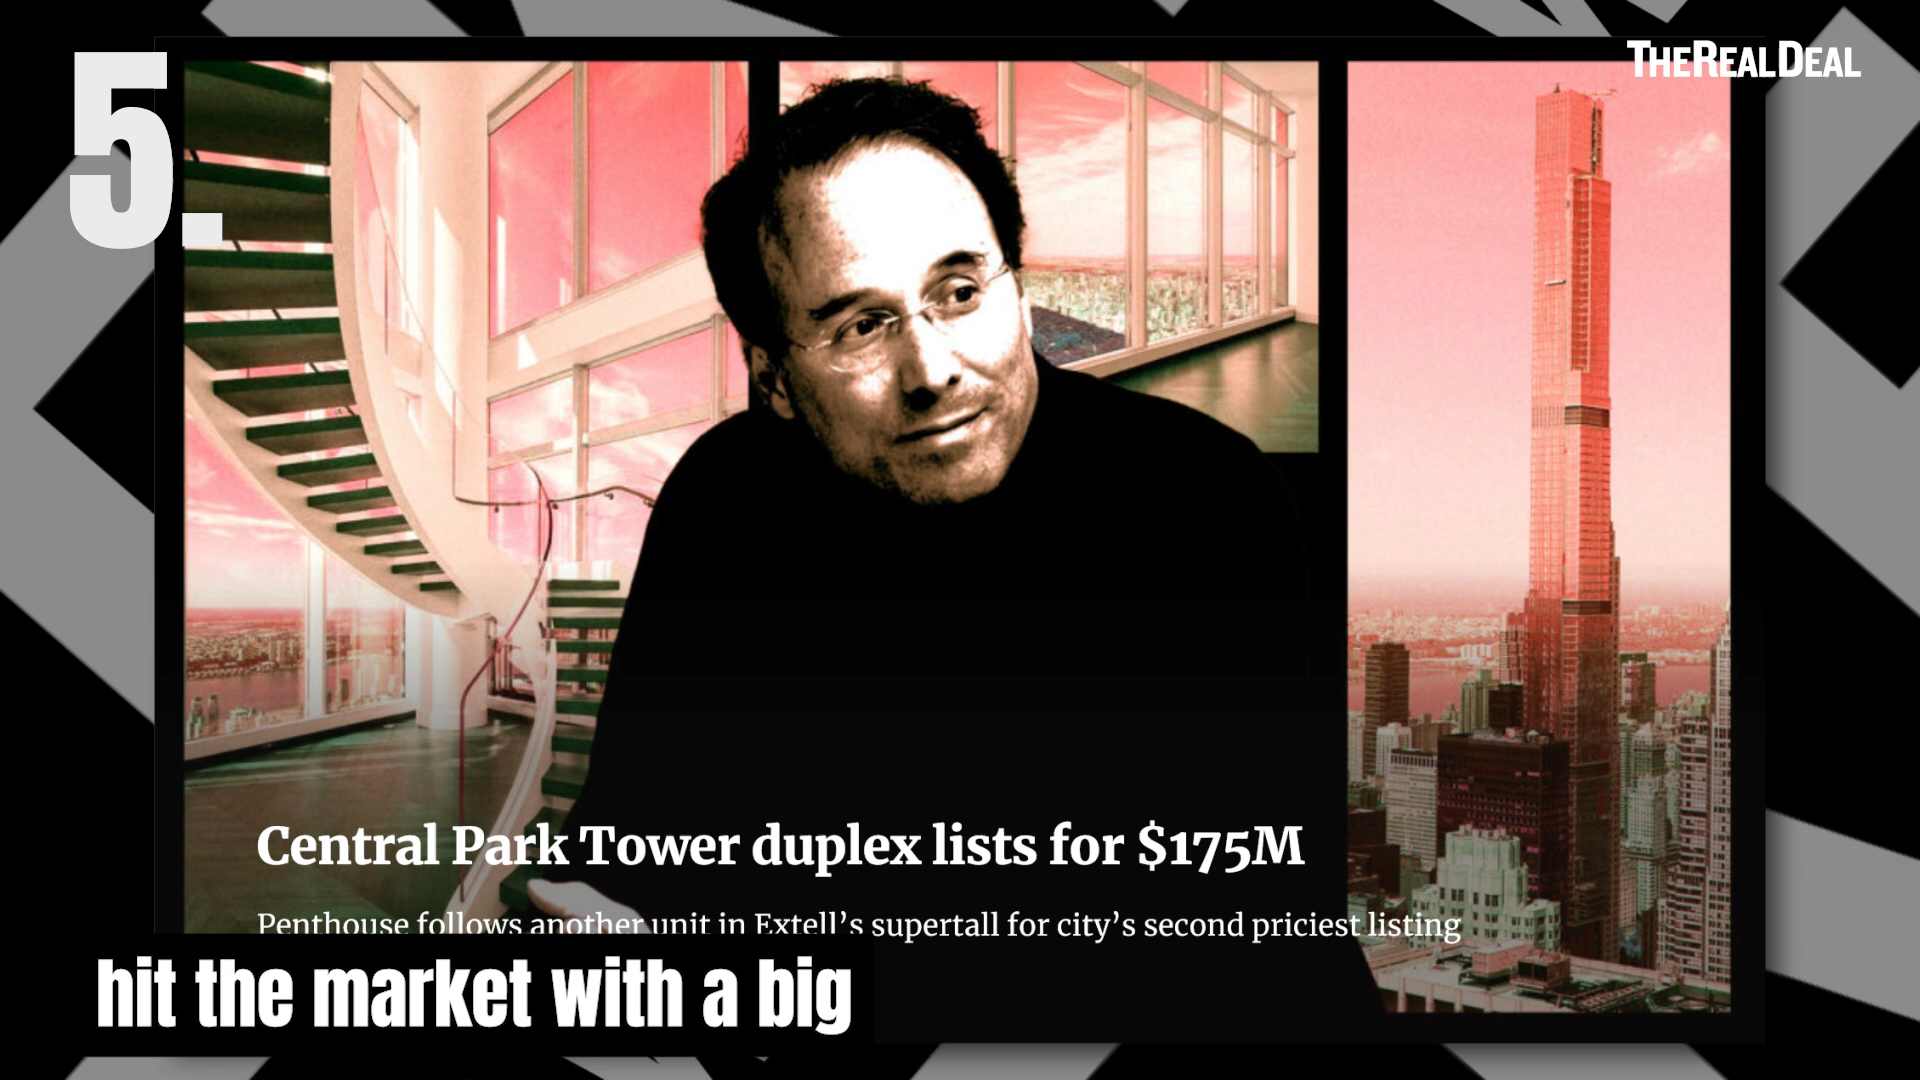 5.
THEREALDEAL
Central Park Tower duplex lists for $175M
Penthouse follows another unit in Extell’s supertall for city’s second priciest listing
hit the market with a big